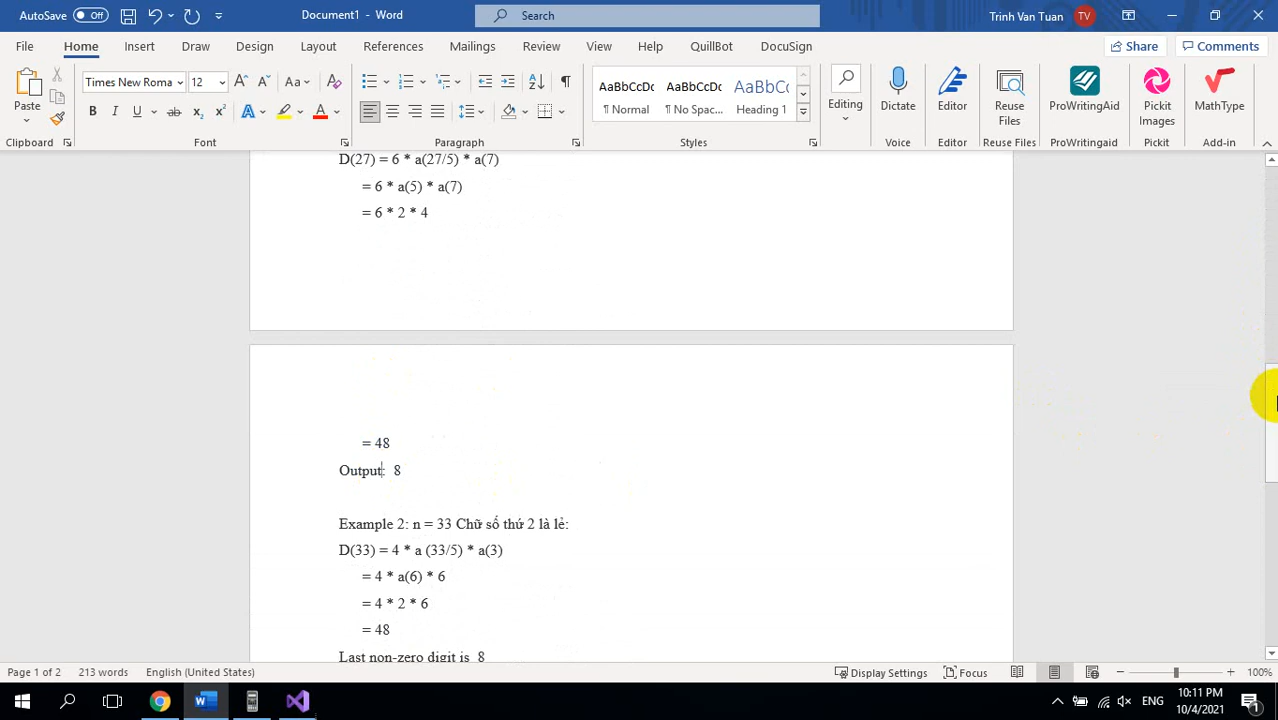 AutoSave Off Document1 - Word Search Trinh Van Tuan TV
File Home Insert Draw Design Layout References Mailings Review View Help QuillBot DocuSign Share Comments
Times New Roma 12 Aa
AaBbCcDc AaBbCcDc AaBbCc
¶ Normal ¶ No Spac... Heading 1
Paste B I U ab x₂ x² A A Editing Dictate Editor Reuse Files ProWritingAid Pickit Images MathType
Clipboard Font Paragraph Styles Voice Editor Reuse Files ProWritingaid Pickit Add-in
D(27) = 6 * a(27/5) * a(7)
= 6 * a(5) * a(7)
= 6 * 2 * 4
= 48
Output: 8
Example 2: n = 33 Chữ số thứ 2 là lẻ:
D(33) = 4 * a (33/5) * a(3)
= 4 * a(6) * 6
= 4 * 2 * 6
= 48
Last non-zero digit is 8
Page 1 of 2 213 words English (United States) Display Settings Focus 100%
ENG 10:11 PM
10/4/2021 1